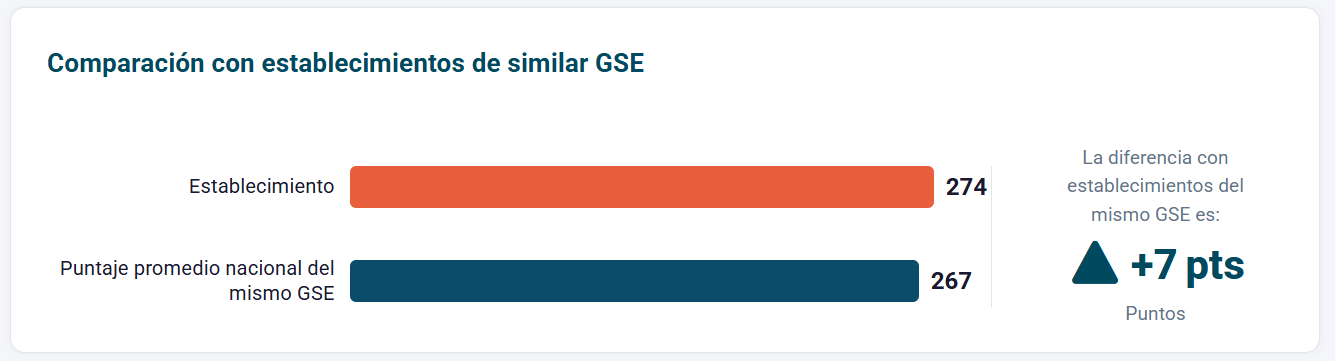 Comparación con establecimientos de similar GSE
Establecimiento
274
Puntaje promedio nacional del
mismo GSE
267
La diferencia con
establecimientos del
mismo GSE es:
+7 pts
Puntos